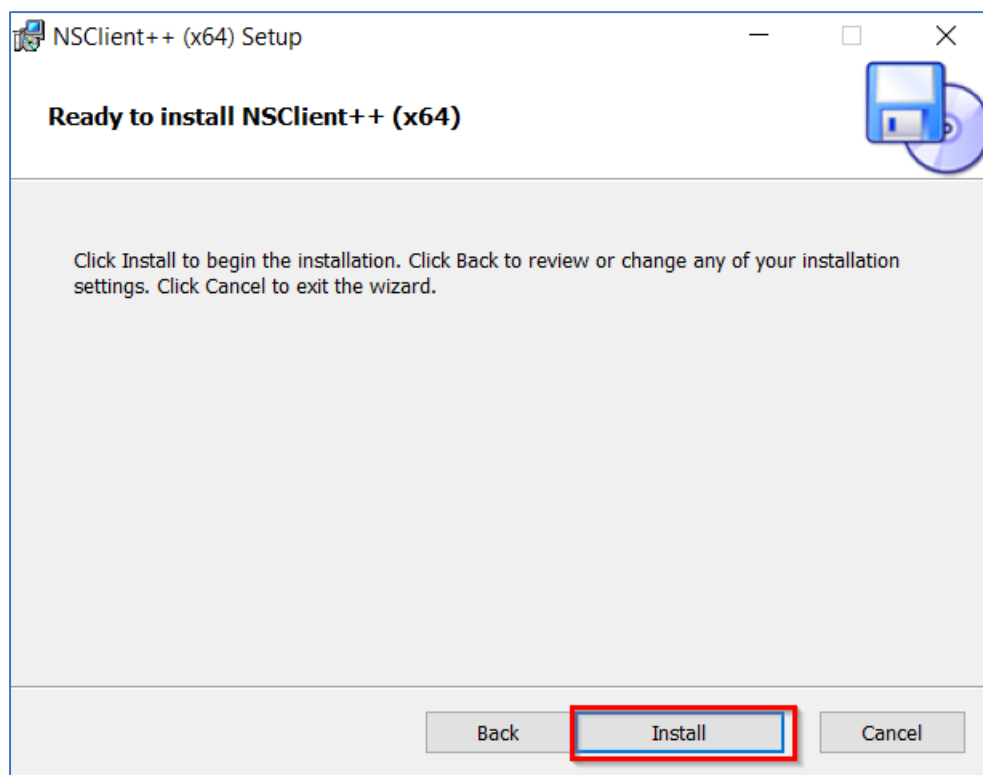 NSClient++ (x64) Setup
Ready to install NSClient++ (x64)
Click Install to begin the installation. Click Back to review or change any of your installation
settings. Click Cancel to exit the wizard.
Back Install Cancel